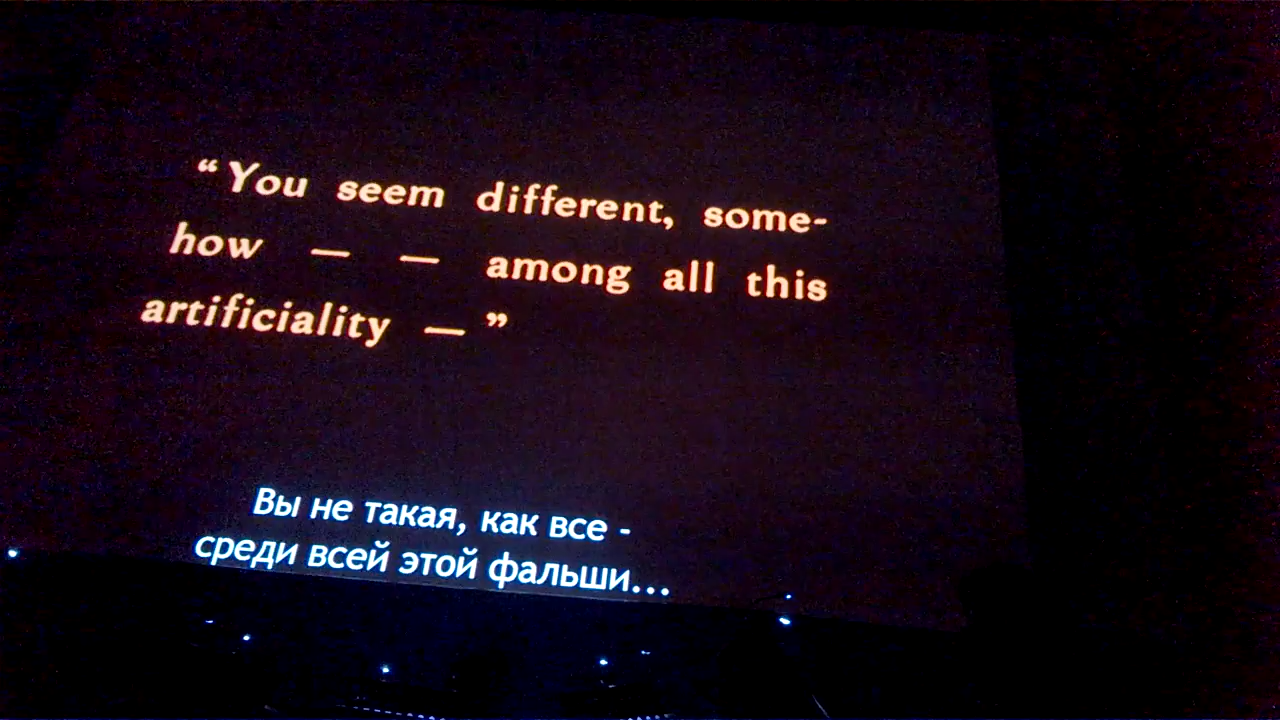 “You seem different, some-
how — — among all this
artificiality — ”
Вы не такая, как все -
среди всей этой фальши...